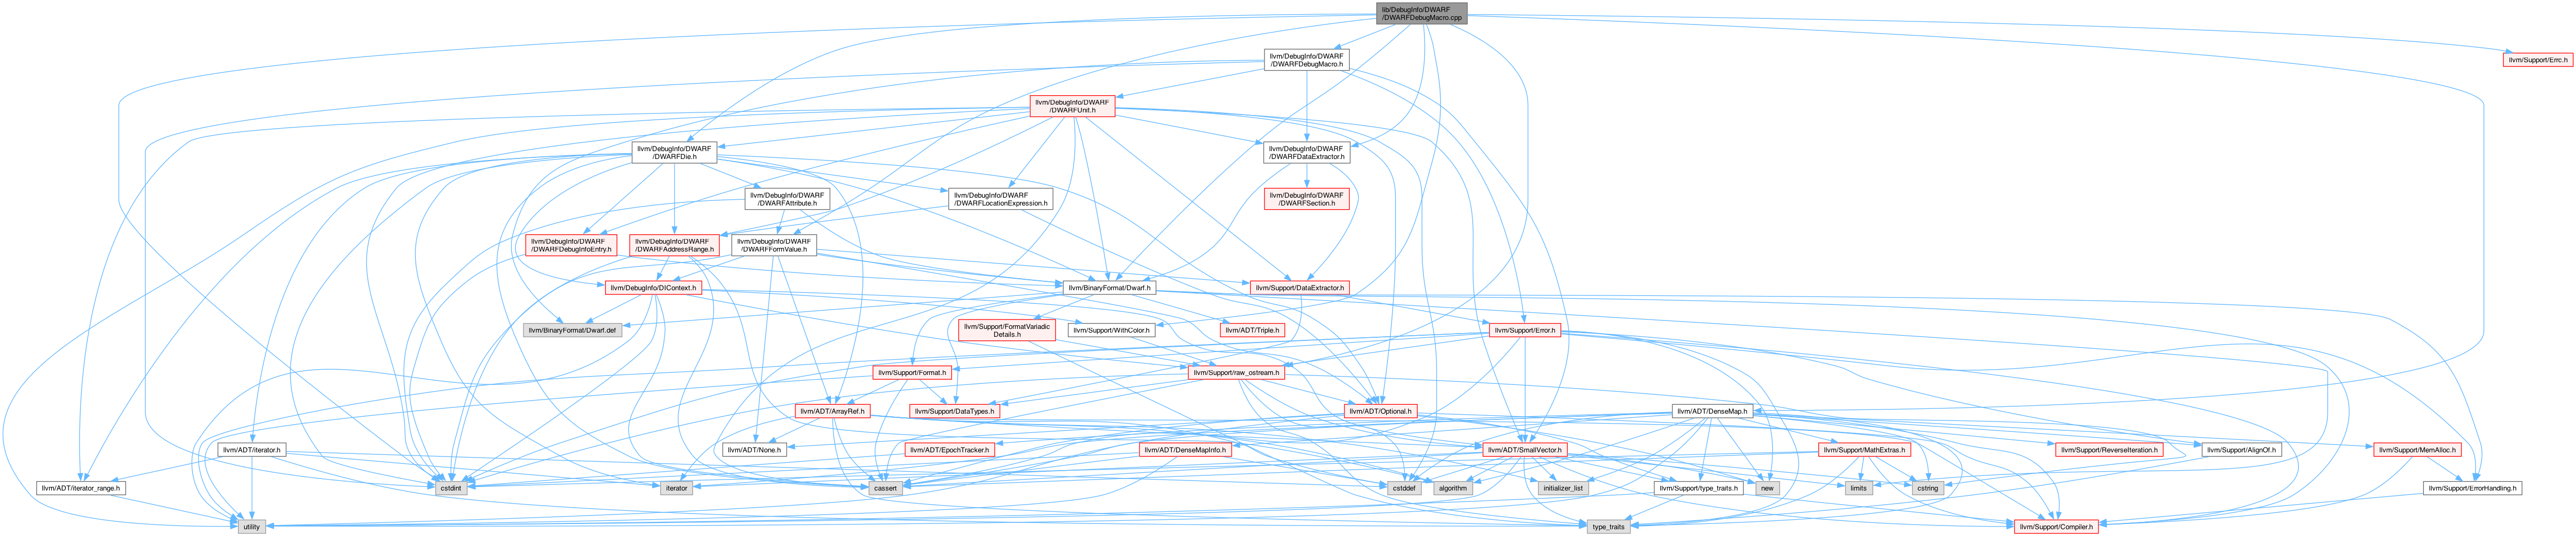 lib/DebugInfo/DWARF
/DWARFDebugMacro.cpp
llvm/DebugInfo/DWARF
/DWARFDebugMacro.h
llvm/Support/Errc.h
llvm/DebugInfo/DWARF
/DWARFUnit.h
llvm/DebugInfo/DWARF
/DWARFDie.h
llvm/DebugInfo/DWARF
/DWARFDataExtractor.h
llvm/DebugInfo/DWARF
/DWARFAttribute.h
llvm/DebugInfo/DWARF
/DWARFLocationExpression.h
llvm/DebugInfo/DWARF
/DWARFSection.h
llvm/DebugInfo/DWARF
/DWARFDebugInfoEntry.h
llvm/DebugInfo/DWARF
/DWARFAddressRange.h
llvm/DebugInfo/DWARF
/DWARFFormValue.h
llvm/DebugInfo/DIContext.h
llvm/BinaryFormat/Dwarf.h
llvm/Support/DataExtractor.h
llvm/BinaryFormat/Dwarf.def
llvm/Support/FormatVariadic
Details.h
llvm/Support/WithColor.h
llvm/ADT/Triple.h
llvm/Support/Error.h
llvm/Support/Format.h
llvm/Support/raw_ostream.h
llvm/ADT/ArrayRef.h
llvm/Support/DataTypes.h
llvm/ADT/Optional.h
llvm/ADT/DenseMap.h
llvm/ADT/iterator.h
llvm/ADT/None.h
llvm/ADT/EpochTracker.h
llvm/ADT/DenseMapInfo.h
llvm/ADT/SmallVector.h
llvm/Support/MathExtras.h
llvm/Support/ReverseIteration.h
llvm/Support/AlignOf.h
llvm/Support/MemAlloc.h
llvm/ADT/iterator_range.h
cstdint
iterator
cassert
cstddef
algorithm
initializer_list
llvm/Support/type_traits.h
new
limits
cstring
llvm/Support/ErrorHandling.h
utility
type_traits
llvm/Support/Compiler.h